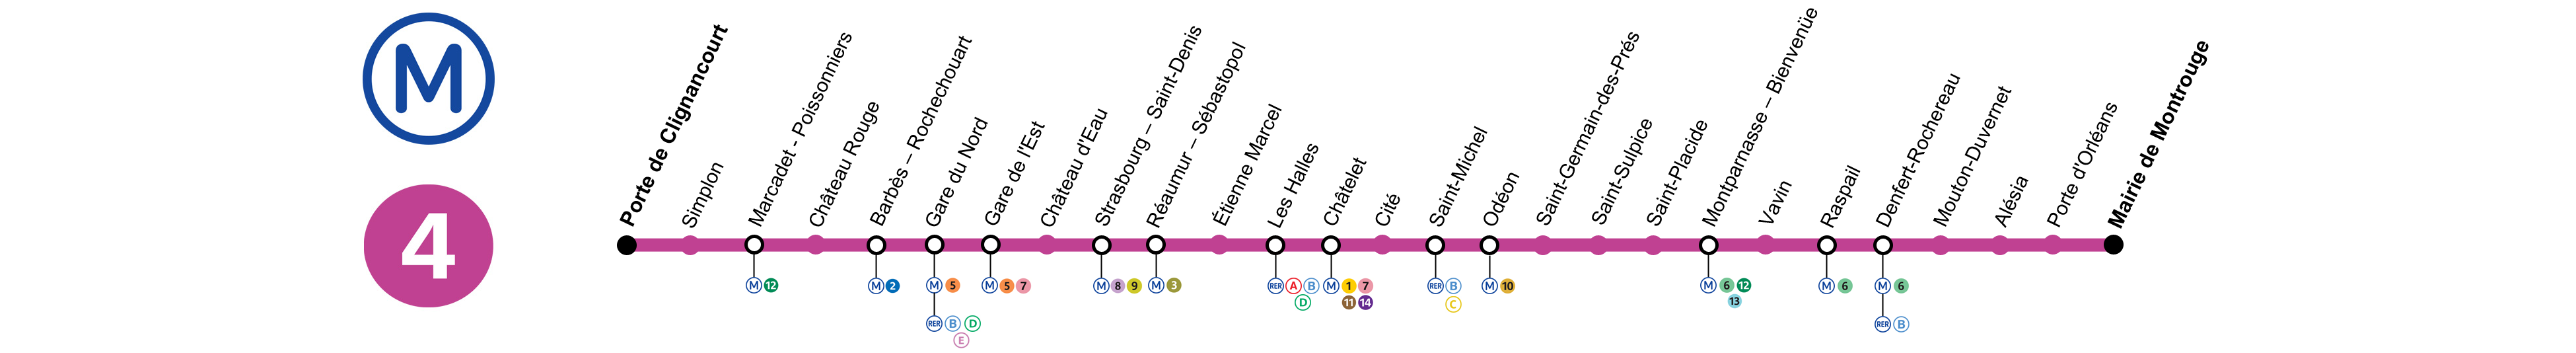 M
4
Porte de Clignancourt
Simplon
Marcadet - Poissonniers
Château Rouge
Barbès – Rochechouart
Gare du Nord
Gare de l'Est
Château d'Eau
Strasbourg – Saint-Denis
Réaumur – Sébastopol
Étienne Marcel
Les Halles
Châtelet
Cité
Saint-Michel
Odéon
Saint-Germain-des-Prés
Saint-Sulpice
Saint-Placide
Montparnasse – Bienvenüe
Vavin
Raspail
Denfert-Rochereau
Mouton-Duvernet
Alésia
Porte d'Orléans
Mairie de Montrouge
M 12
M 2
M 5
RER B D
E
M 5 7
M 8 9
M 3
RER A B
D
M 1 7
11 14
RER B
C
M 10
M 6 12
13
M 6
M 6
RER B